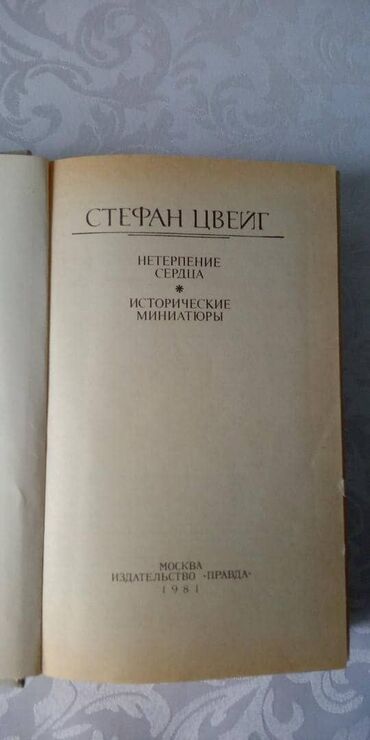 СТЕФАН ЦВЕЙГ
НЕТЕРПЕНИЕ
СЕРДЦА
*
ИСТОРИЧЕСКИЕ
МИНИАТЮРЫ
МОСКВА
ИЗДАТЕЛЬСТВО «ПРАВДА»
1981